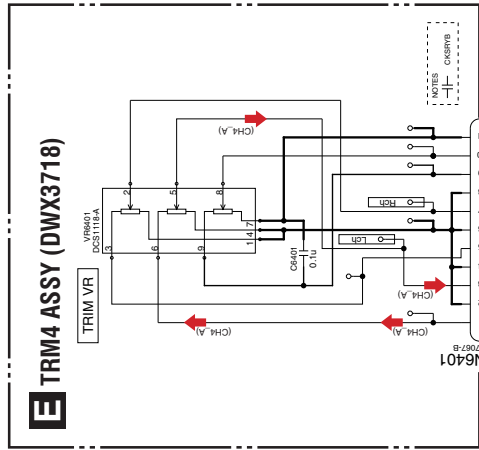 E TRM4 ASSY (DWX3718)
TRIM VR
VR6401
DCS1118-A
2
5
8
3
6
9
1 4 7
C6401
0.1u
(CH4_A)
(CH4_A)
(CH4_A)
(CH4_A)
(CH4_A)
Rch
Lch
NOTES
CKSRYB
7067-B
N6401